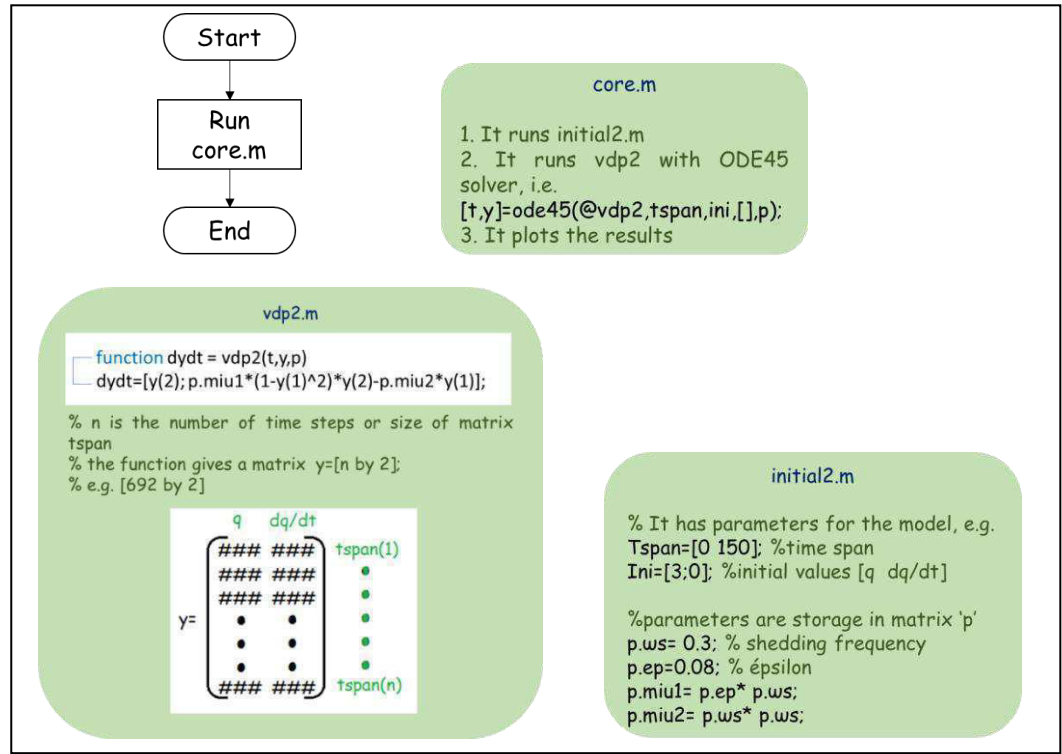 Start
Run
core.m
End
core.m
1. It runs initial2.m
2. It runs vdp2 with ODE45
solver, i.e.
[t,y]=ode45(@vdp2,tspan,ini,[],p);
3. It plots the results
vdp2.m
function dydt = vdp2(t,y,p)
dydt=[y(2); p.miu1*(1-y(1)^2)*y(2)-p.miu2*y(1)];
% n is the number of time steps or size of matrix
tspan
% the function gives a matrix y=[n by 2];
% e.g. [692 by 2]
q dq/dt
### ### tspan(1)
### ###
### ###
y=
### ### tspan(n)
initial2.m
% It has parameters for the model, e.g.
Tspan=[0 150]; %time span
Ini=[3;0]; %initial values [q dq/dt]
%parameters are storage in matrix ‘p’
p.ws= 0.3; % shedding frequency
p.ep=0.08; % épsilon
p.miu1= p.ep* p.ws;
p.miu2= p.ws* p.ws;